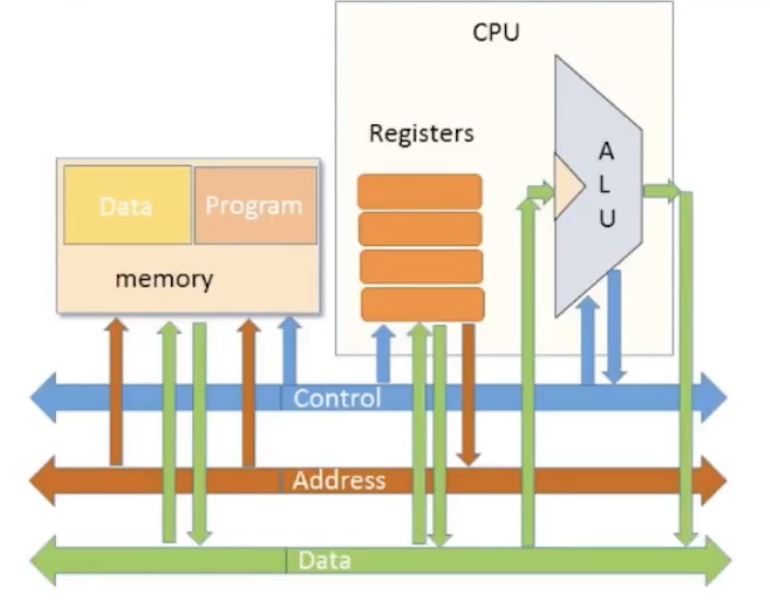 CPU
Registers
A
L
U
Data
Program
memory
Control
Address
Data